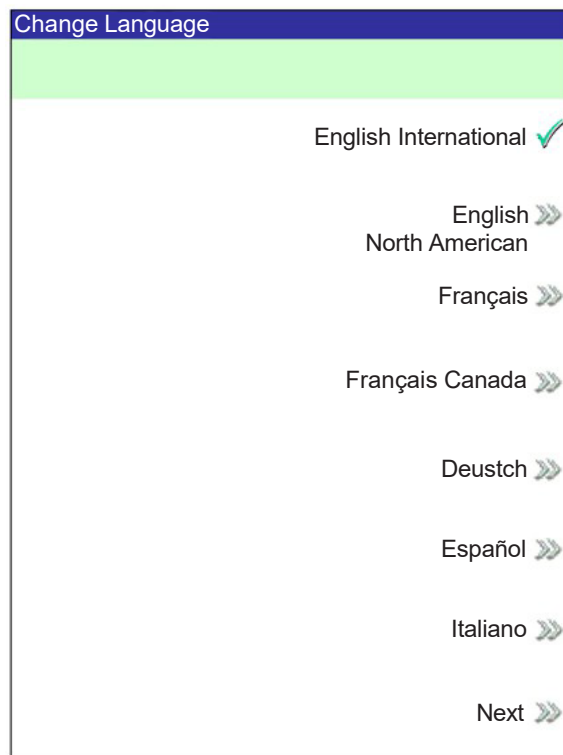 Change Language
English International
English
North American
Français
Français Canada
Deustch
Español
Italiano
Next